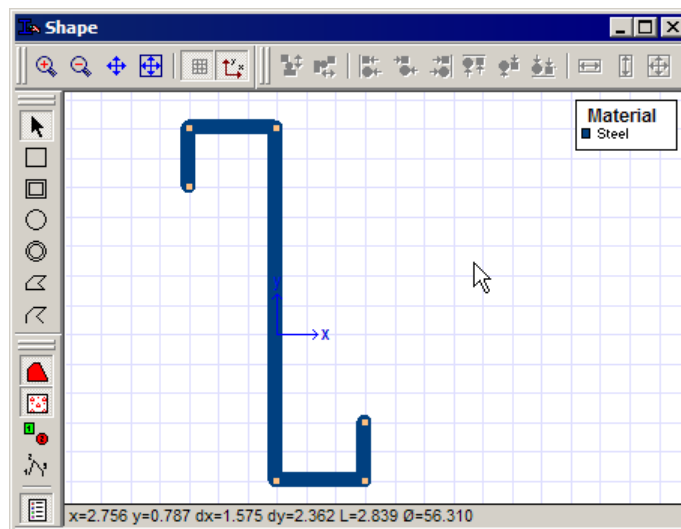 Shape
Material
Steel
y
x
x=2.756 y=0.787 dx=1.575 dy=2.362 L=2.839 Ø=56.310